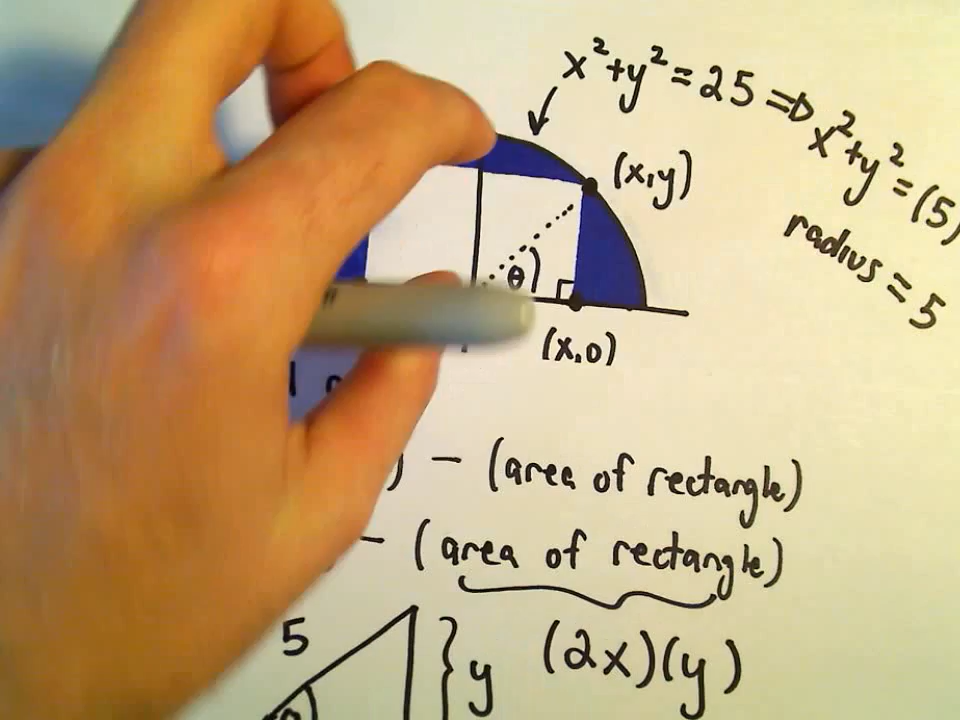 x²+y²=25 ⇒ x²+y²=(5)
radius = 5
(x,y)
θ
(x,0)
) − (area of rectangle)
− (area of rectangle)
5 } y (2x)(y)